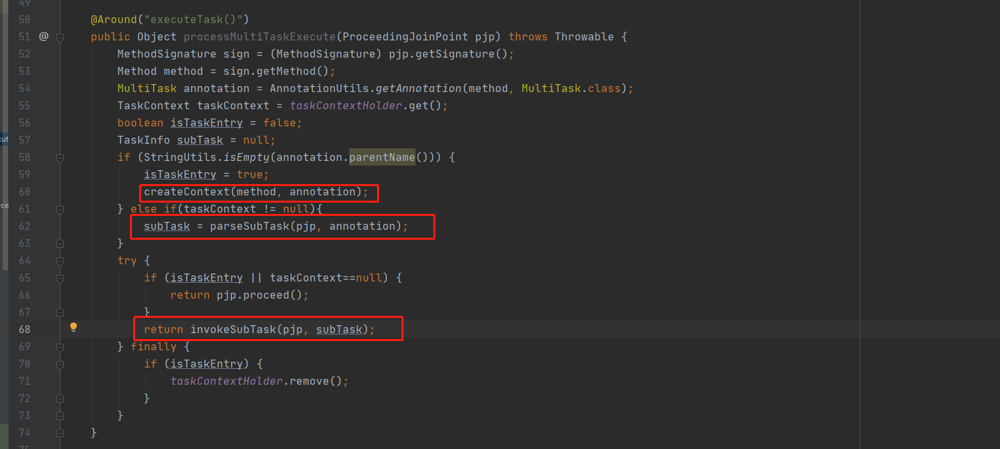 49
50 @Around("executeTask()")
51 @ public Object processMultiTaskExecute(ProceedingJoinPoint pjp) throws Throwable {
52 MethodSignature sign = (MethodSignature) pjp.getSignature();
53 Method method = sign.getMethod();
54 MultiTask annotation = AnnotationUtils.getAnnotation(method, MultiTask.class);
55 TaskContext taskContext = taskContextHolder.get();
56 boolean isTaskEntry = false;
57 TaskInfo subTask = null;
58 if (StringUtils.isEmpty(annotation.parentName())) {
59 isTaskEntry = true;
60 createContext(method, annotation);
61 } else if(taskContext != null){
62 subTask = parseSubTask(pjp, annotation);
63 }
64 try {
65 if (isTaskEntry || taskContext==null) {
66 return pjp.proceed();
67 }
68 return invokeSubTask(pjp, subTask);
69 } finally {
70 if (isTaskEntry) {
71 taskContextHolder.remove();
72 }
73 }
74 }
75
cut
rce